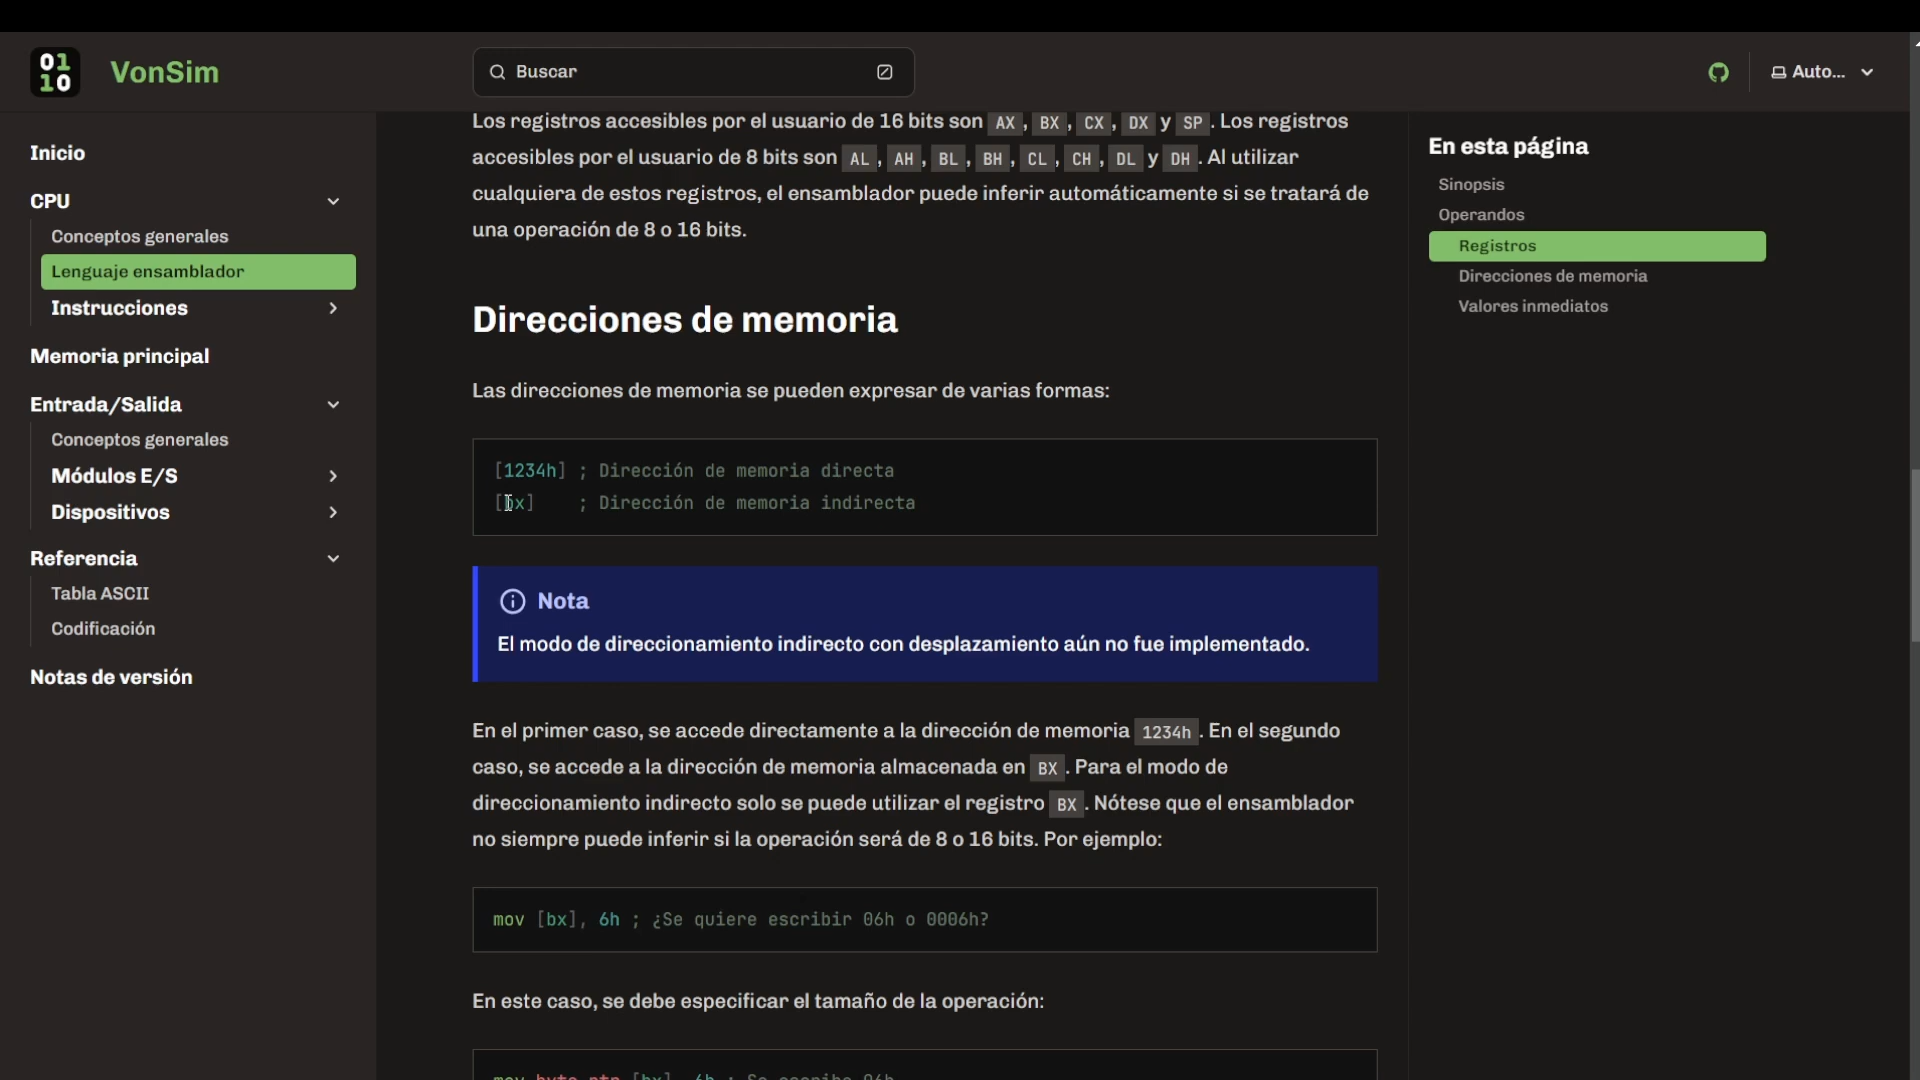 01
10
VonSim
Buscar
Auto...
Inicio
CPU
Conceptos generales
Lenguaje ensamblador
Instrucciones
Memoria principal
Entrada/Salida
Conceptos generales
Módulos E/S
Dispositivos
Referencia
Tabla ASCII
Codificación
Notas de versión
Los registros accesibles por el usuario de 16 bits son AX, BX, CX, DX y SP. Los registros
accesibles por el usuario de 8 bits son AL, AH, BL, BH, CL, CH, DL y DH. Al utilizar
cualquiera de estos registros, el ensamblador puede inferir automáticamente si se tratará de
una operación de 8 o 16 bits.
Direcciones de memoria
Las direcciones de memoria se pueden expresar de varias formas:
[1234h] ; Dirección de memoria directa
[bx] ; Dirección de memoria indirecta
Nota
El modo de direccionamiento indirecto con desplazamiento aún no fue implementado.
En el primer caso, se accede directamente a la dirección de memoria 1234h. En el segundo
caso, se accede a la dirección de memoria almacenada en BX. Para el modo de
direccionamiento indirecto solo se puede utilizar el registro BX. Nótese que el ensamblador
no siempre puede inferir si la operación será de 8 o 16 bits. Por ejemplo:
mov [bx], 6h ; ¿Se quiere escribir 06h o 0006h?
En este caso, se debe especificar el tamaño de la operación:
mov byte ptr [bx], 6h ; Se escribe 06h
En esta página
Sinopsis
Operandos
Registros
Direcciones de memoria
Valores inmediatos